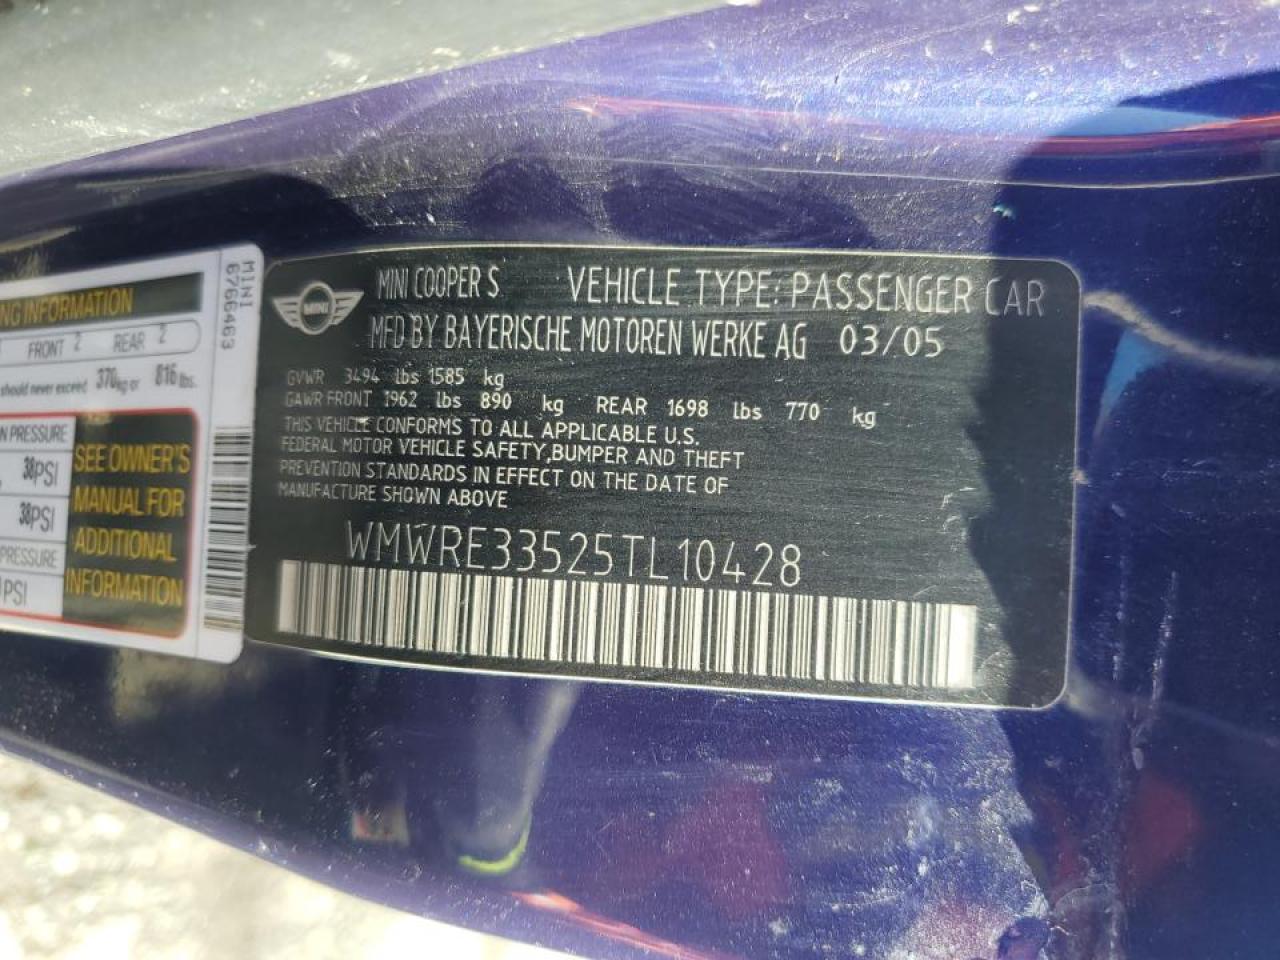 MINI COOPER S VEHICLE TYPE: PASSENGER CAR
MINI
MFD BY BAYERISCHE MOTOREN WERKE AG 03/05
GVWR 3494 lbs 1585 kg
GAWR FRONT 1962 lbs 890 kg REAR 1698 lbs 770 kg
THIS VEHICLE CONFORMS TO ALL APPLICABLE U.S.
FEDERAL MOTOR VEHICLE SAFETY, BUMPER AND THEFT
PREVENTION STANDARDS IN EFFECT ON THE DATE OF
MANUFACTURE SHOWN ABOVE
WMWRE33525TL10428
MINI
6766463
INFORMATION
FRONT 2 REAR 2
should never exceed 370 kg or 816 lbs.
PRESSURE
38PSI
38PSI
PRESSURE
PSI
SEE OWNER'S
MANUAL FOR
ADDITIONAL
INFORMATION